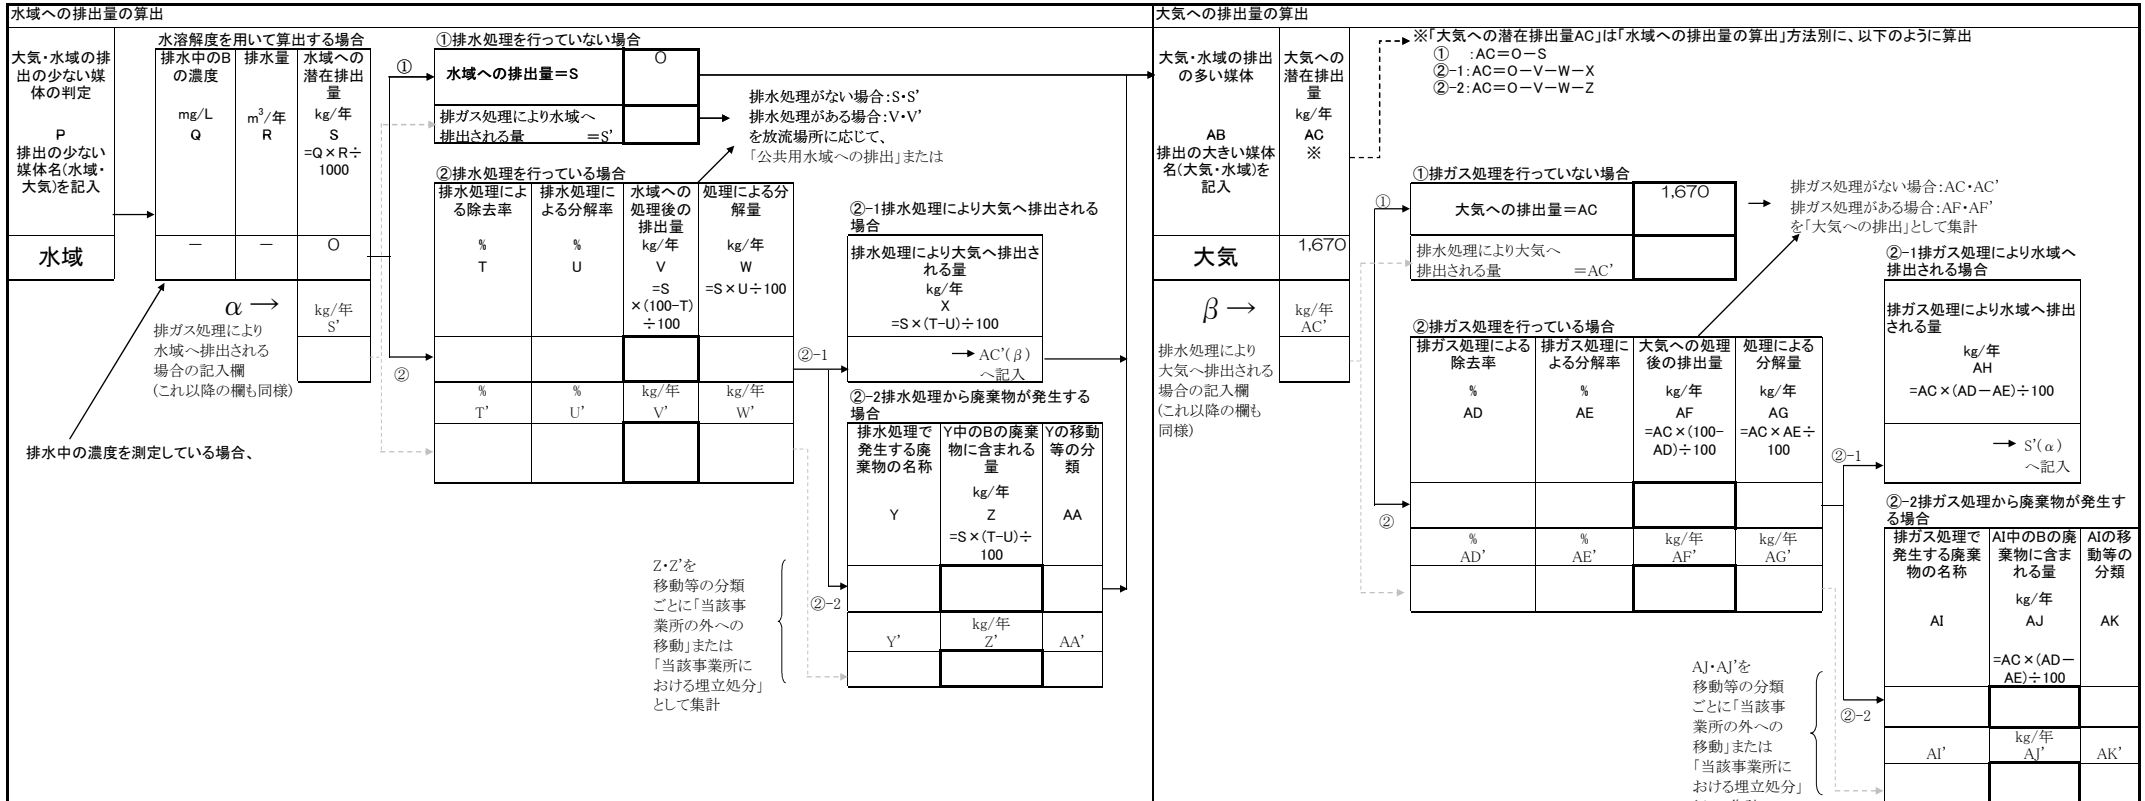 水域への排出量の算出
大気・水域の排
出の少ない媒
体の判定
P
排出の少ない
媒体名(水域・
大気)を記入
水域
水溶解度を用いて算出する場合
排水中のB
の濃度
mg/L
Q
－
排水量
m³/年
R
－
水域への
潜在排出
量
kg/年
S
=Q×R÷
1000
0
α→
kg/年
S’
排ガス処理により
水域へ排出される
場合の記入欄
(これ以降の欄も同様)
排水中の濃度を測定している場合、
①
②
①排水処理を行っていない場合
水域への排出量＝S
0
排ガス処理により水域へ
排出される量 ＝S’
排水処理がない場合：S・S’
排水処理がある場合：V・V’
を放流場所に応じて、
「公共用水域への排出」または
②排水処理を行っている場合
排水処理によ
る除去率
%
T
排水処理に
よる分解率
%
U
水域への
処理後の
排出量
kg/年
V
=S
×(100-T)
÷100
処理による分
解量
kg/年
W
=S×U÷100
%
T’
%
U’
kg/年
V’
kg/年
W’
②-1
②-2
②-1排水処理により大気へ排出される
場合
排水処理により大気へ排出さ
れる量
kg/年
X
=S×(T-U)÷100
→ AC’(β)
へ記入
②-2排水処理から廃棄物が発生する
場合
排水処理で
発生する廃
棄物の名称
Y
Y中のBの廃棄
物に含まれる
量
kg/年
Z
=S×(T-U)÷
100
Yの移動
等の分
類
AA
Y’
kg/年
Z’
AA’
Z・Z’を
移動等の分類
ごとに「当該事
業所の外への
移動」または
「当該事業所に
おける埋立処分」
として集計
大気への排出量の算出
大気・水域の排出
の多い媒体
AB
排出の大きい媒体
名(大気・水域)を
記入
大気
大気への
潜在排出
量
kg/年
AC
※
1,670
β→
kg/年
AC’
排水処理により
大気へ排出される
場合の記入欄
(これ以降の欄も
同様)
※「大気への潜在排出量AC」は「水域への排出量の算出」方法別に、以下のように算出
① ：AC＝O－S
②-1：AC＝O－V－W－X
②-2：AC＝O－V－W－Z
①
②
①排ガス処理を行っていない場合
大気への排出量＝AC
1,670
排水処理により大気へ
排出される量 ＝AC’
排ガス処理がない場合：AC・AC’
排ガス処理がある場合：AF・AF’
を「大気への排出」として集計
②排ガス処理を行っている場合
排ガス処理による
除去率
%
AD
排ガス処理に
よる分解率
%
AE
大気への処理
後の排出量
kg/年
AF
=AC×(100-
AD)÷100
処理による
分解量
kg/年
AG
=AC×AE÷
100
%
AD’
%
AE’
kg/年
AF’
kg/年
AG’
②-1
②-2
②-1排ガス処理により水域へ
排出される場合
排ガス処理により水域へ排出
される量
kg/年
AH
=AC×(AD－AE)÷100
→ S’(α)
へ記入
②-2排ガス処理から廃棄物が発生す
る場合
排ガス処理で
発生する廃棄
物の名称
AI
AI中のBの廃
棄物に含ま
れる量
kg/年
AJ
=AC×(AD－
AE)÷100
AIの移
動等の
分類
AK
AI’
kg/年
AJ’
AK’
AJ・AJ’を
移動等の分類
ごとに「当該事
業所の外への
移動」または
「当該事業所に
おける埋立処分」